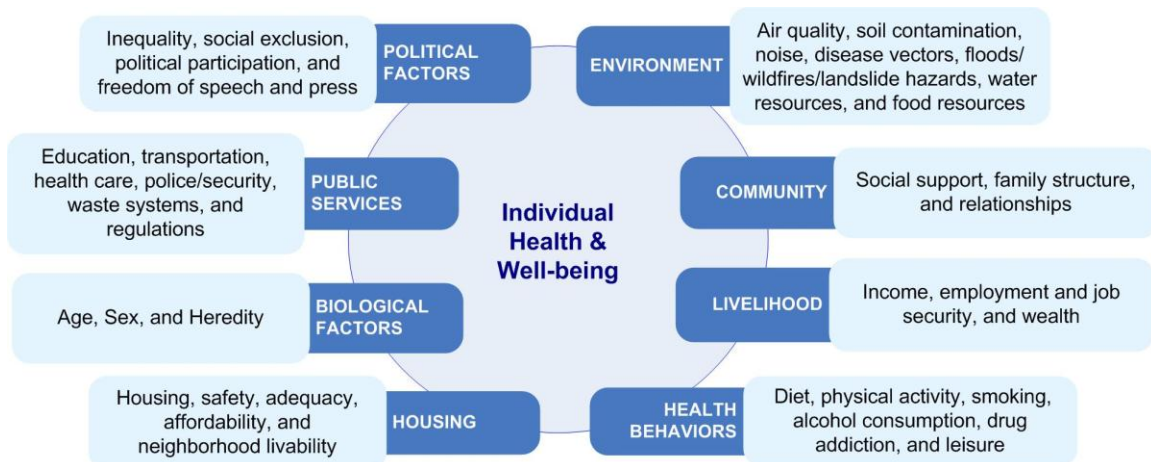 Inequality, social exclusion,
political participation, and
freedom of speech and press
POLITICAL
FACTORS
ENVIRONMENT
Air quality, soil contamination,
noise, disease vectors, floods/
wildfires/landslide hazards, water
resources, and food resources
Education, transportation,
health care, police/security,
waste systems, and
regulations
PUBLIC
SERVICES
COMMUNITY
Social support, family structure,
and relationships
Individual
Health &
Well-being
Age, Sex, and Heredity
BIOLOGICAL
FACTORS
LIVELIHOOD
Income, employment and job
security, and wealth
Housing, safety, adequacy,
affordability, and
neighborhood livability
HOUSING
HEALTH
BEHAVIORS
Diet, physical activity, smoking,
alcohol consumption, drug
addiction, and leisure